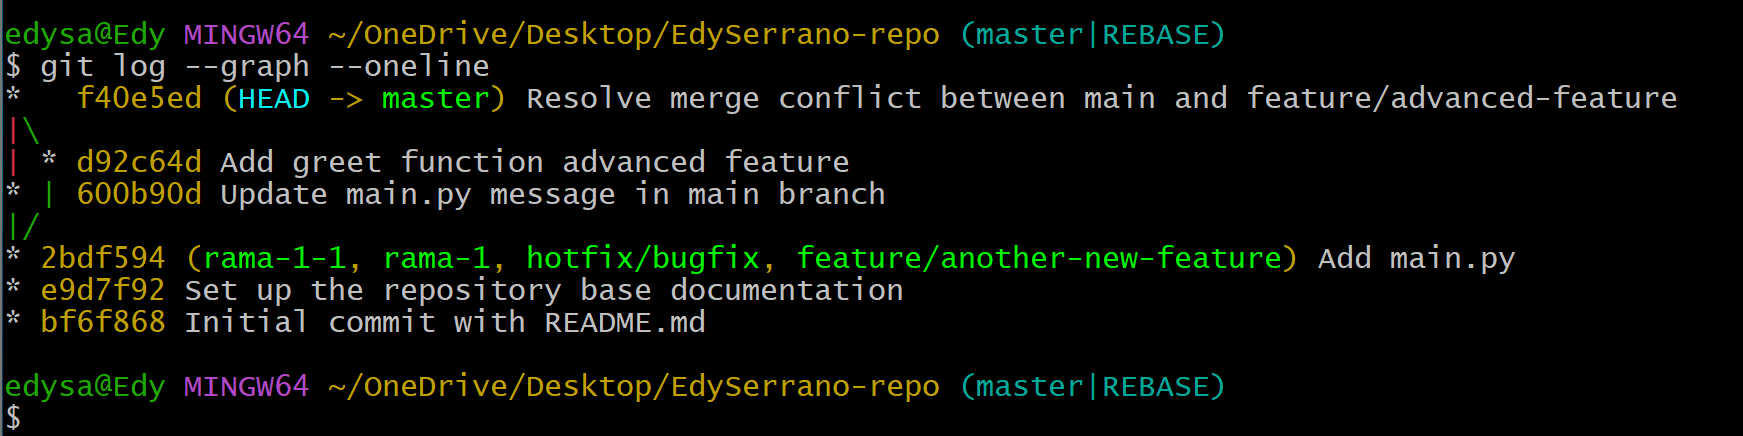 edysa@Edy MINGW64 ~/OneDrive/Desktop/EdySerrano-repo (master|REBASE)
$ git log --graph --oneline
*   f40e5ed (HEAD -> master) Resolve merge conflict between main and feature/advanced-feature
|\
| * d92c64d Add greet function advanced feature
* | 600b90d Update main.py message in main branch
|/
* 2bdf594 (rama-1-1, rama-1, hotfix/bugfix, feature/another-new-feature) Add main.py
* e9d7f92 Set up the repository base documentation
* bf6f868 Initial commit with README.md
edysa@Edy MINGW64 ~/OneDrive/Desktop/EdySerrano-repo (master|REBASE)
$